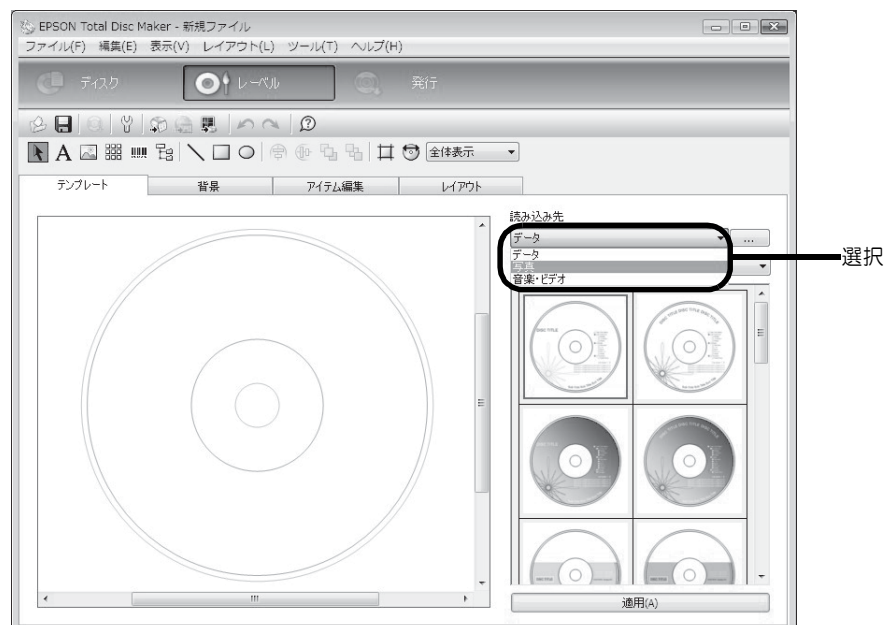 EPSON Total Disc Maker - 新規ファイル
ファイル(F) 編集(E) 表示(V) レイアウト(L) ツール(T) ヘルプ(H)
ディスク レーベル 発行
A 全体表示
テンプレート 背景 アイテム編集 レイアウト
読み込み先
データ ...
データ
写真
音楽・ビデオ
選択
DISC TITLE
適用(A)